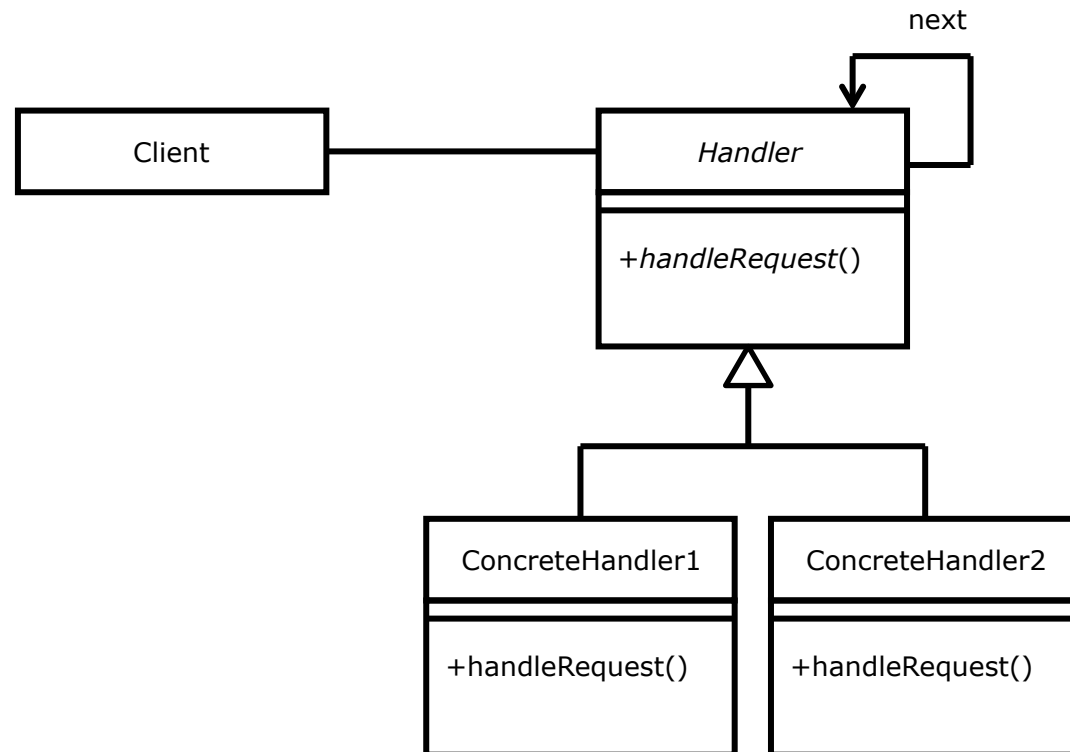 next
Client
Handler
+handleRequest()
ConcreteHandler1
ConcreteHandler2
+handleRequest()
+handleRequest()